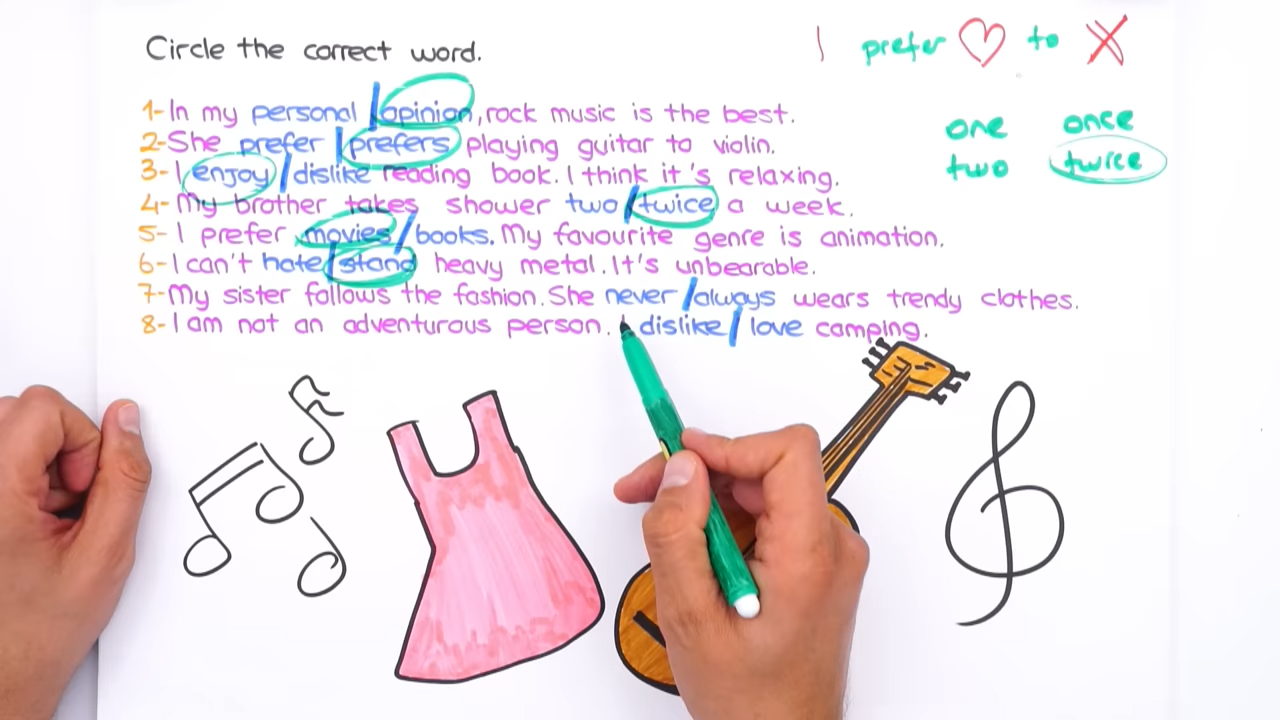 Circle the correct word.
I prefer to
1-In my personal/opinion, rock music is the best.
one once
2-She prefer/prefers playing guitar to violin.
two twice
3-I enjoy/dislike reading book. I think it's relaxing.
4-My brother takes shower two/twice a week.
5-I prefer movies/books. My favourite genre is animation.
6-I can't hate/stand heavy metal. It's unbearable.
7-My sister follows the fashion. She never/always wears trendy clothes.
8-I am not an adventurous person. I dislike/love camping.